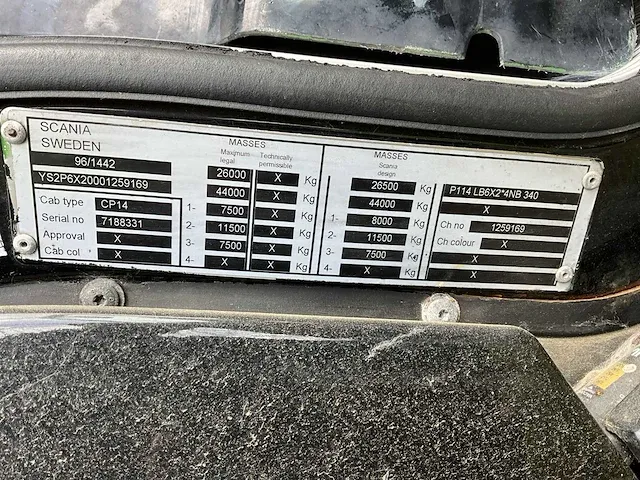 SCANIA
SWEDEN
96/1442
YS2P6X20001259169
Cab type CP14
Serial no 7188331
Approval X
Cab col X
MASSES
Maximum legal Technically permissible
26000 X Kg
44000 X Kg
1- 7500 X Kg
2- 11500 X Kg
3- 7500 X Kg
4- X X Kg
MASSES
Scania design
26500 Kg
44000 Kg
1- 8000 Kg
2- 11500 Kg
3- 7500 Kg
4- X Kg
P114 LB6X2*4NB 340
X
Ch no 1259169
Ch colour X
X
X